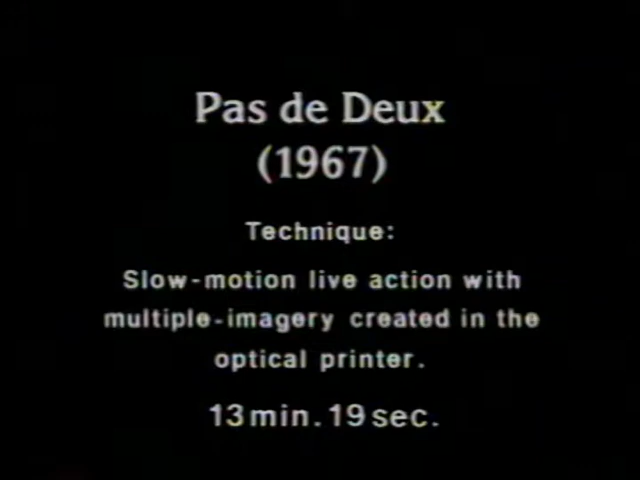 Pas de Deux
(1967)
Technique:
Slow-motion live action with
multiple-imagery created in the
optical printer.
13 min. 19 sec.